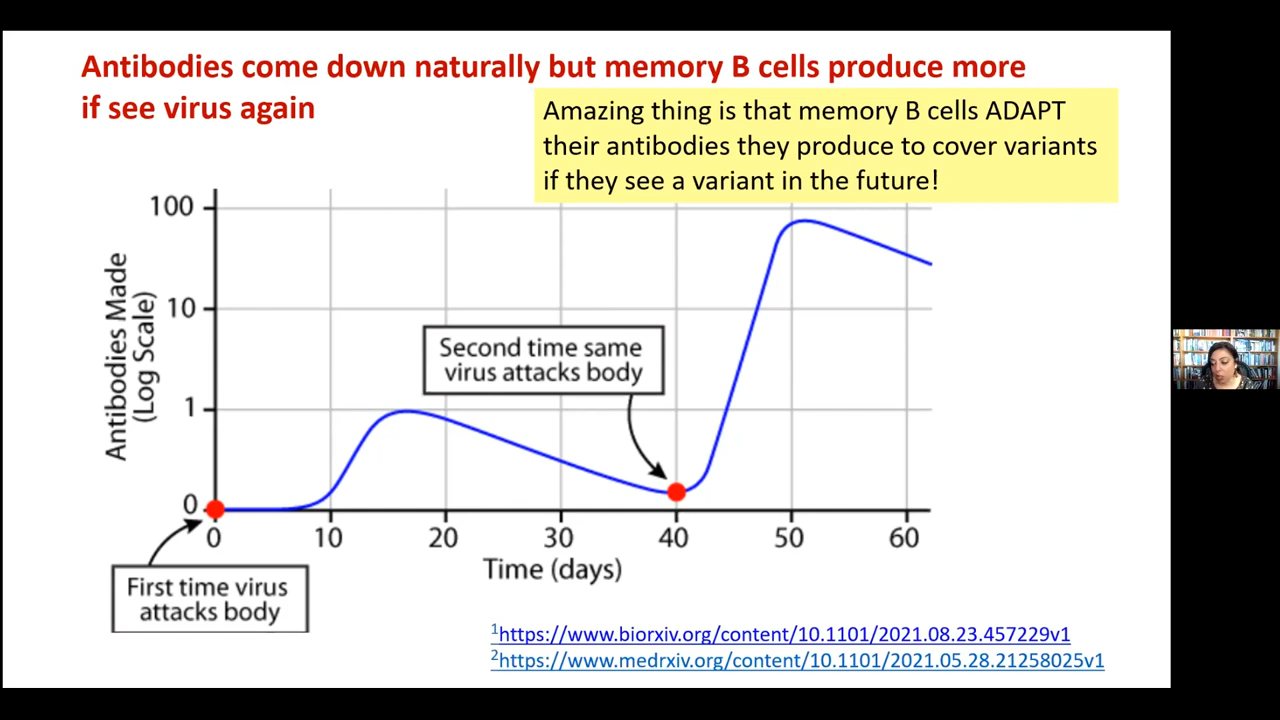 Antibodies come down naturally but memory B cells produce more
if see virus again
Amazing thing is that memory B cells ADAPT
their antibodies they produce to cover variants
if they see a variant in the future!
Antibodies Made
(Log Scale)
100
10
1
0
Second time same
virus attacks body
0 10 20 30 40 50 60
Time (days)
First time virus
attacks body
1https://www.biorxiv.org/content/10.1101/2021.08.23.457229v1
2https://www.medrxiv.org/content/10.1101/2021.05.28.21258025v1